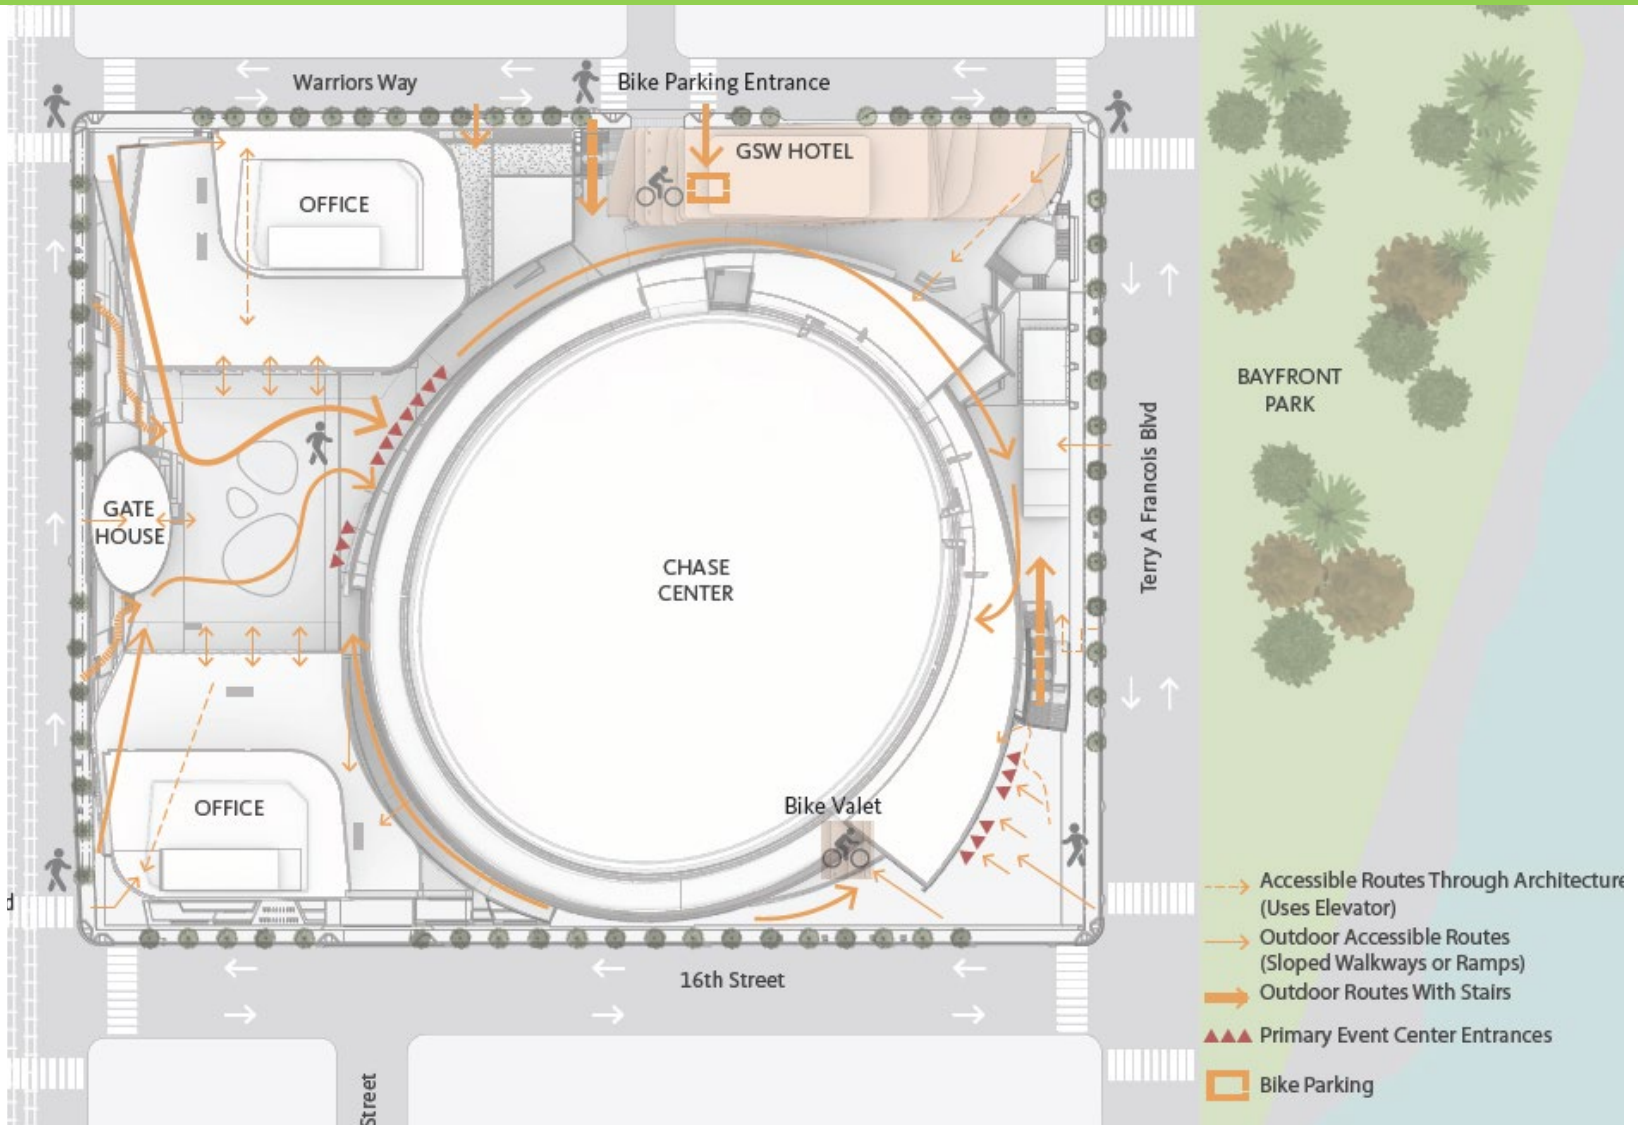 Warriors Way
Bike Parking Entrance
GSW HOTEL
OFFICE
BAYFRONT
PARK
GATE
HOUSE
CHASE
CENTER
Terry A Francois Blvd
OFFICE
Bike Valet
16th Street
Street
Accessible Routes Through Architecture
(Uses Elevator)
Outdoor Accessible Routes
(Sloped Walkways or Ramps)
Outdoor Routes With Stairs
Primary Event Center Entrances
Bike Parking